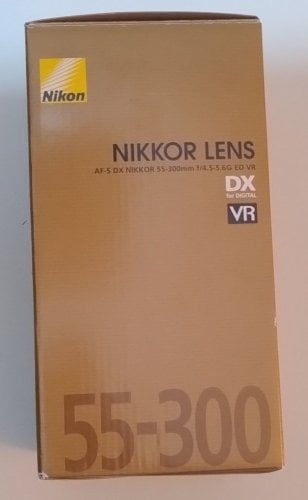 Nikon
NIKKOR LENS
AF-S DX NIKKOR 55-300mm f/4.5-5.6G ED VR
DX
for DIGITAL
VR
55-300